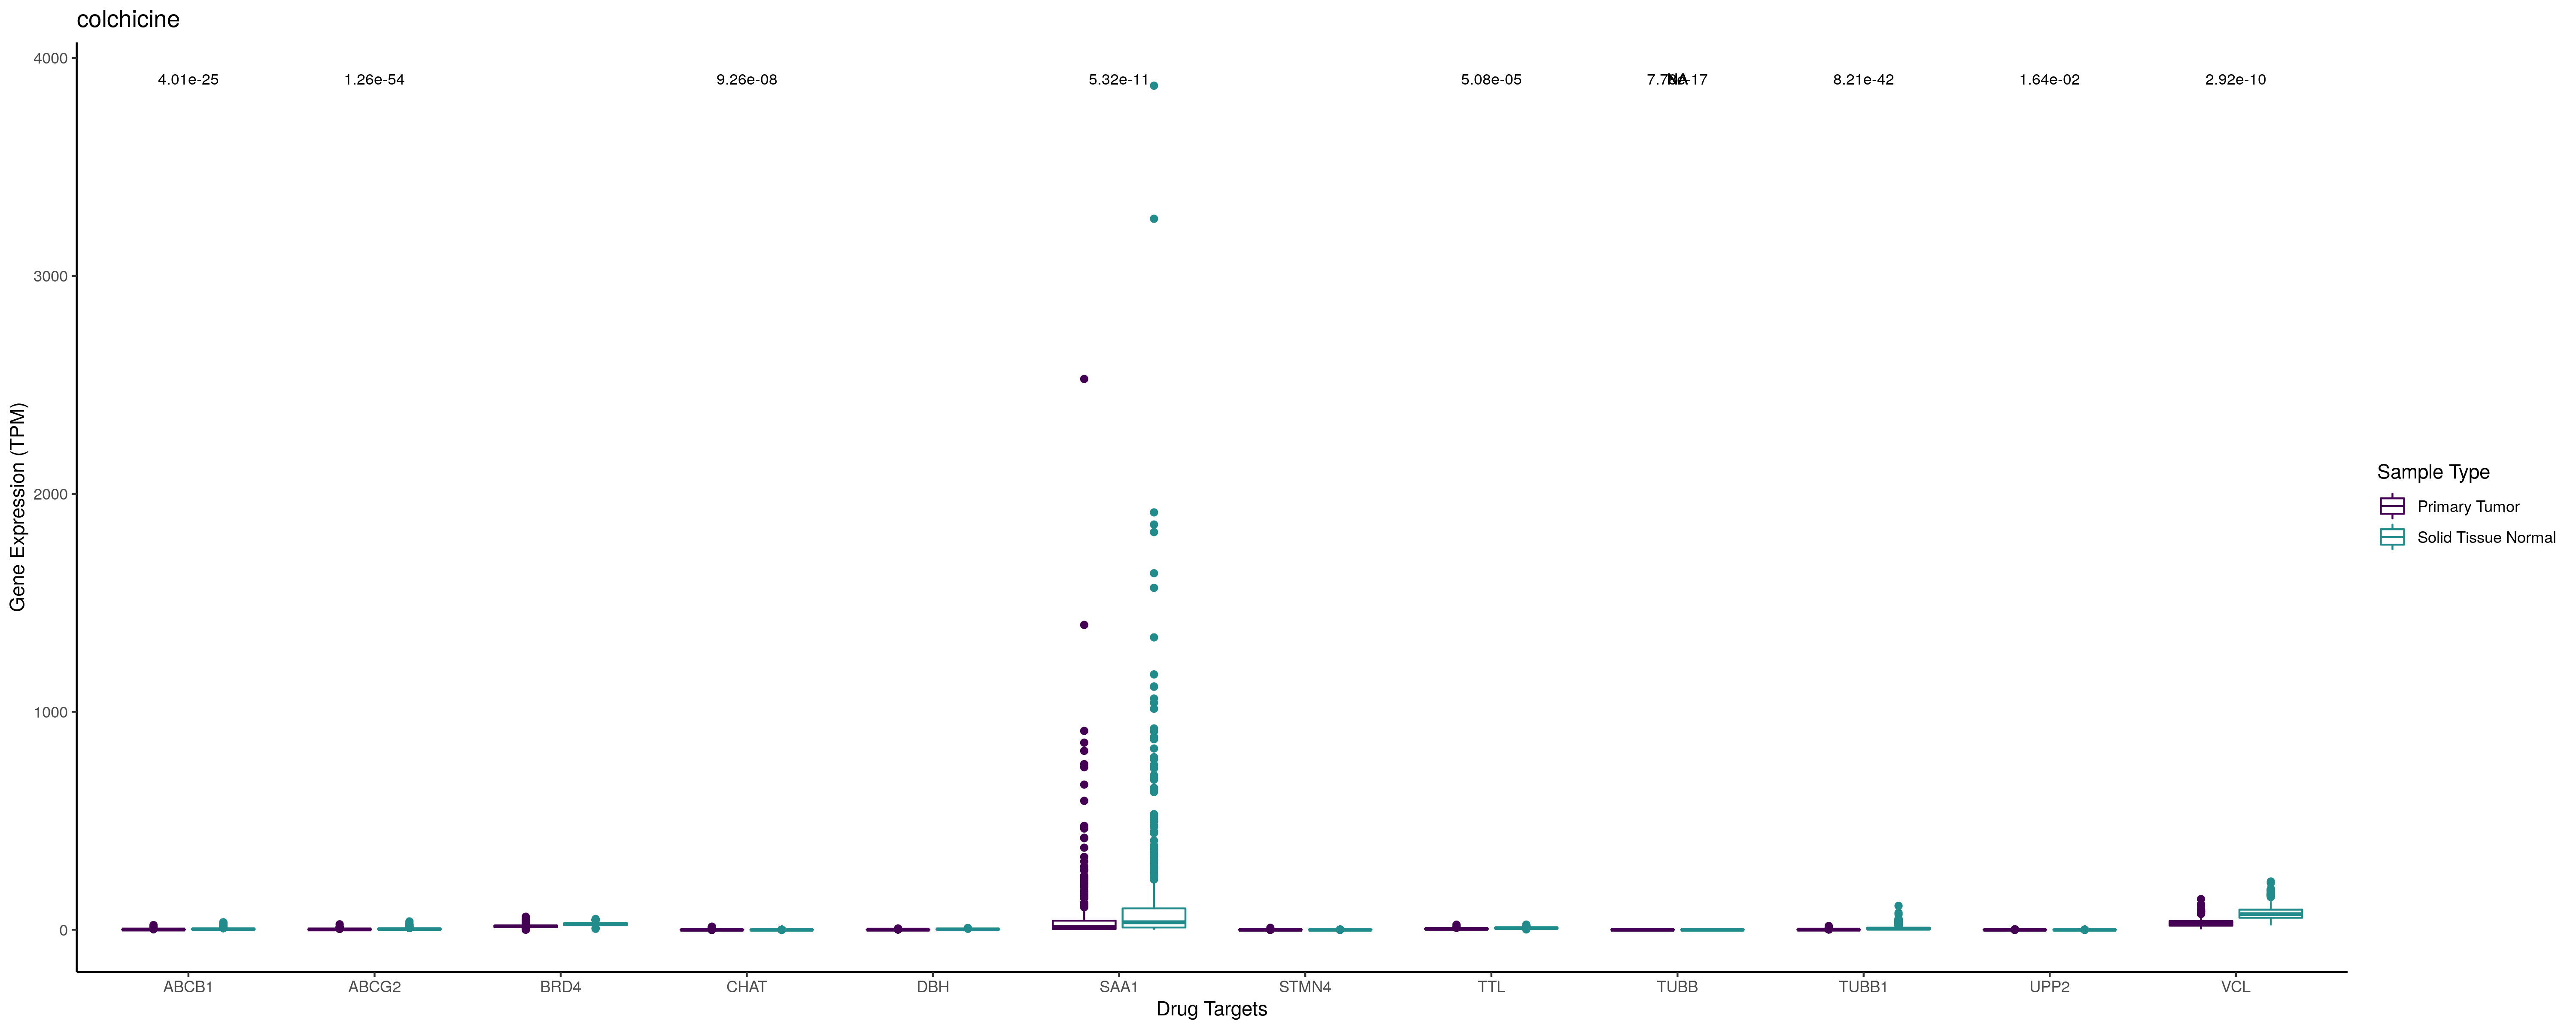 colchicine
4000
3000
2000
1000
0
Gene Expression (TPM)
4.01e-25 1.26e-54 9.26e-08 5.32e-11 5.08e-05 NA 8.21e-42 1.64e-02 2.92e-10
Sample Type
Primary Tumor
Solid Tissue Normal
ABCB1 ABCG2 BRD4 CHAT DBH SAA1 STMN4 TTL TUBB TUBB1 UPP2 VCL
Drug Targets